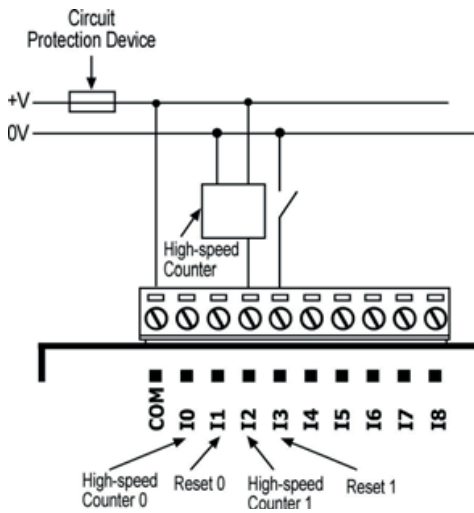 Circuit
Protection Device
+V
0V
High-speed
Counter
COM I0 I1 I2 I3 I4 I5 I6 I7 I8
High-speed
Counter 0
Reset 0
High-speed
Counter 1
Reset 1